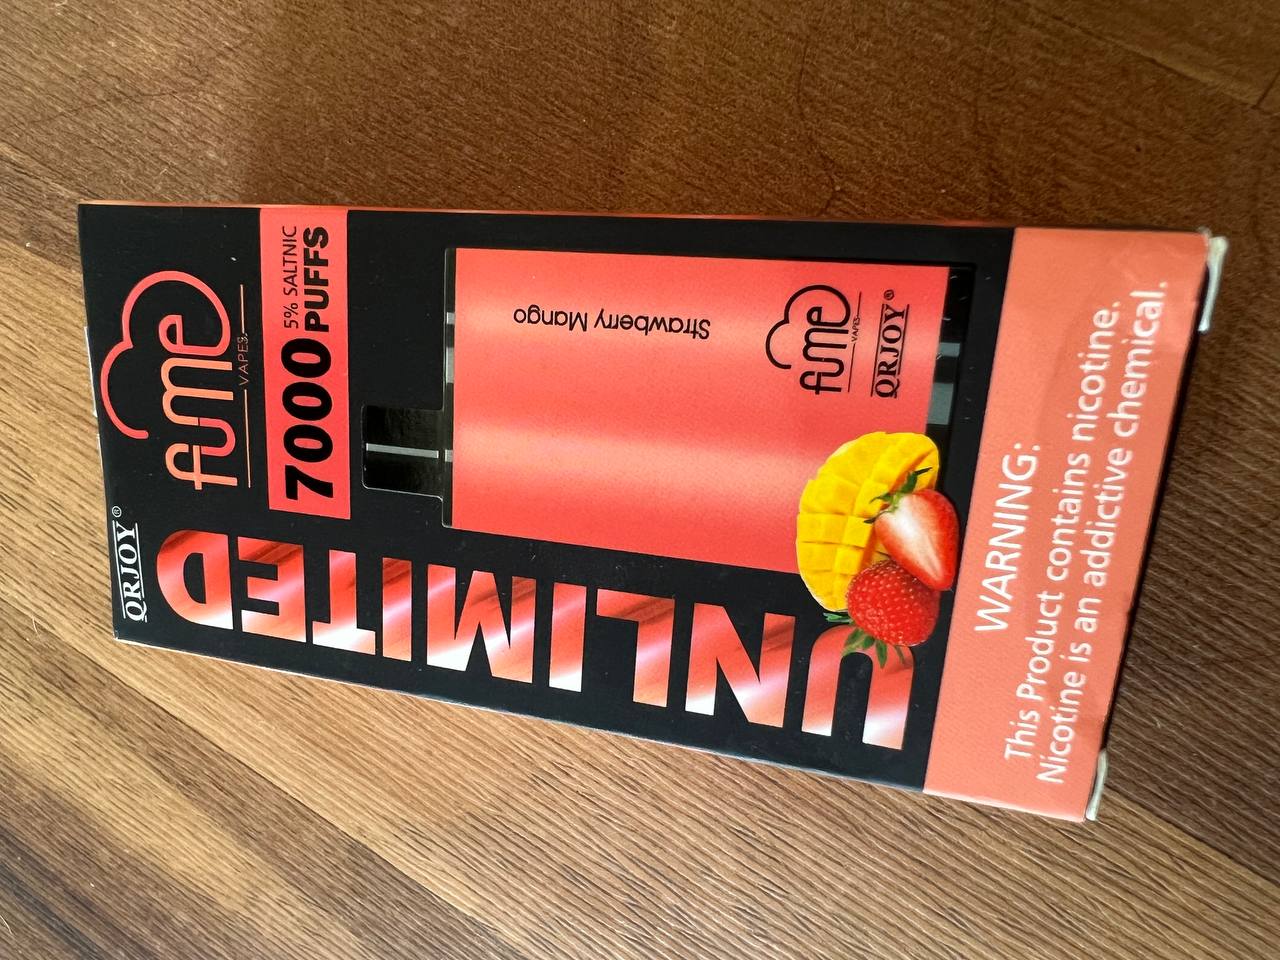 QRJOY®
fume
VAPES
5% SALTNIC
7000 PUFFS
UNLIMITED
Strawberry Mango
fume
VAPES
QRJOY®
WARNING:
This Product contains nicotine.
Nicotine is an addictive chemical.